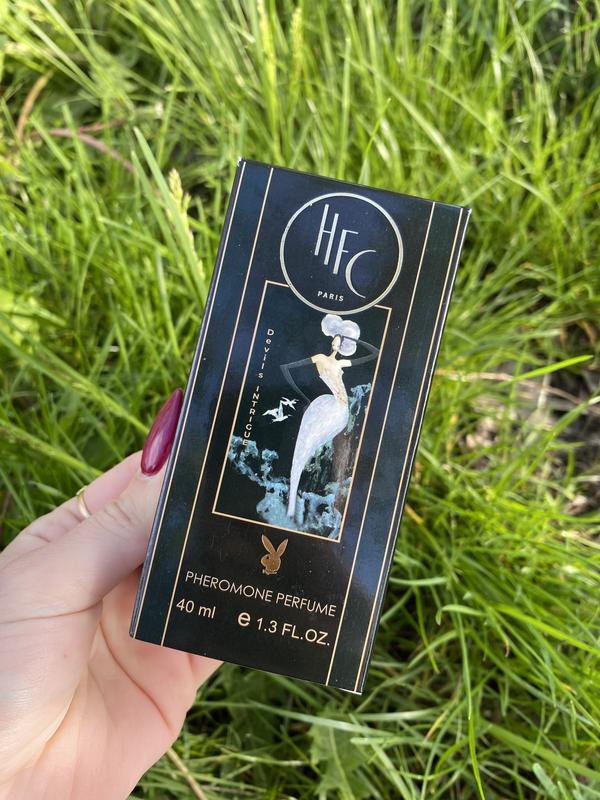 HFC
PARIS
Devils INTRIGUE
PHEROMONE PERFUME
40 ml e 1.3 FL.OZ.